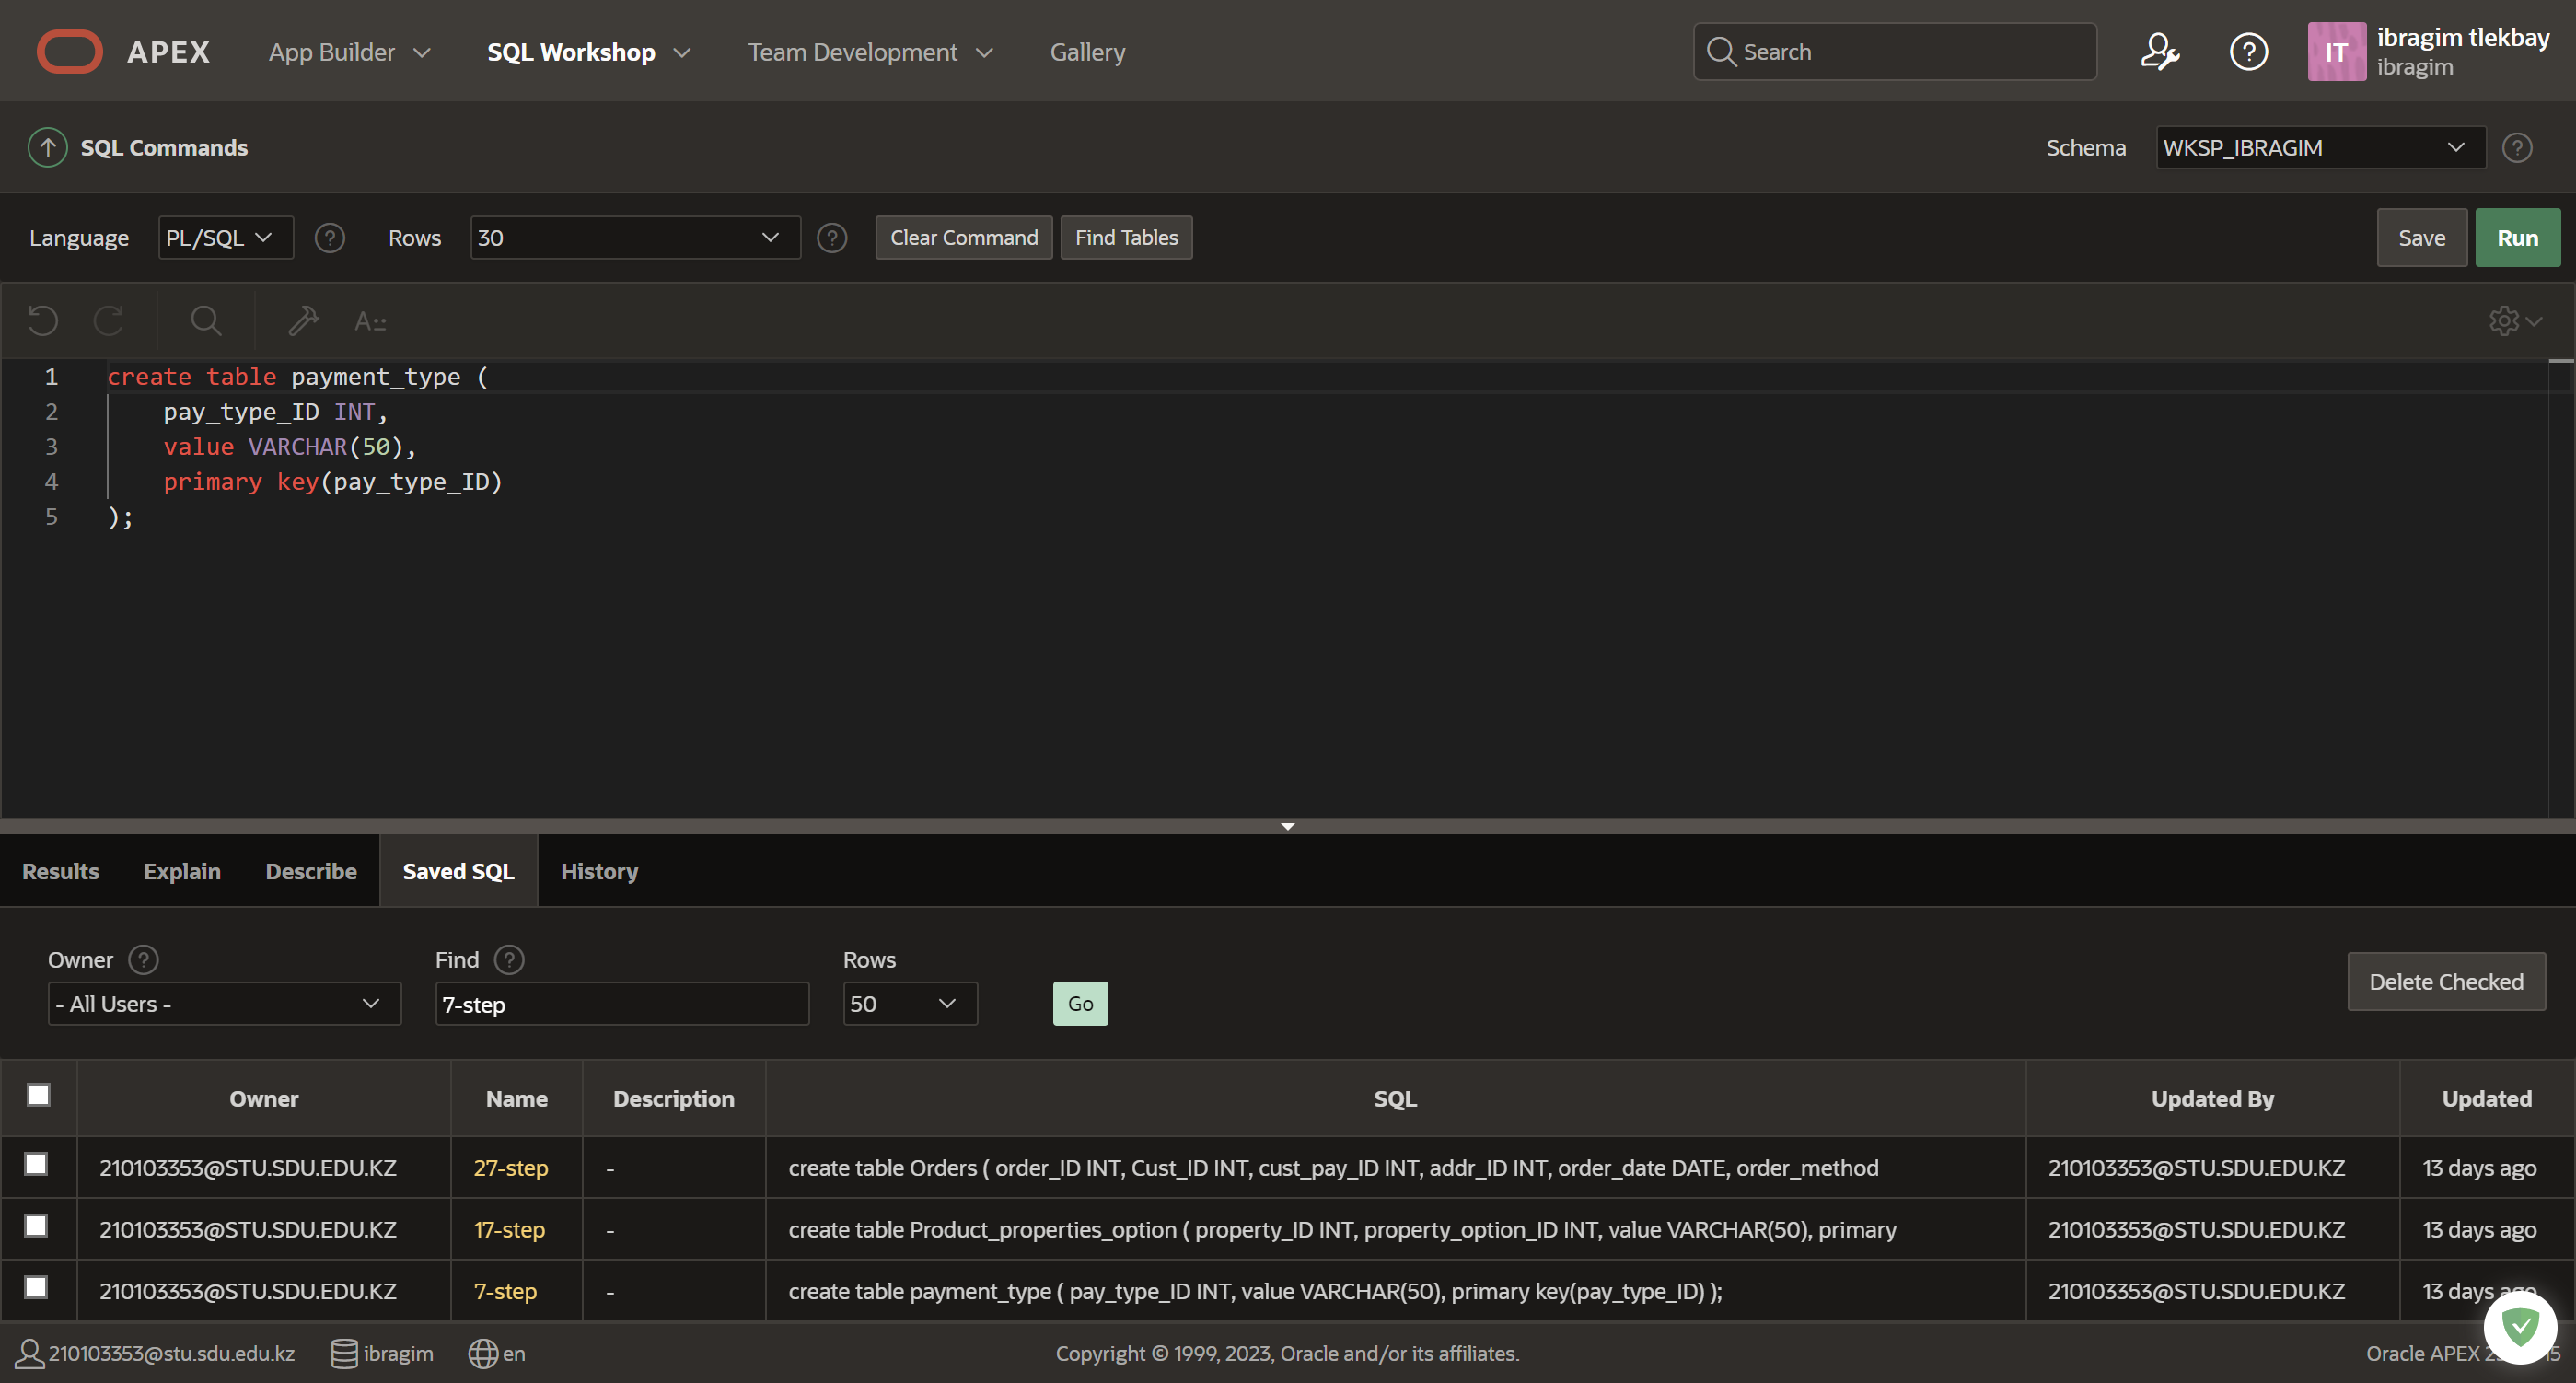 APEX App Builder SQL Workshop Team Development Gallery Search IT ibragim tlekbay
ibragim
SQL Commands Schema WKSP_IBRAGIM
Language PL/SQL Rows 30 Clear Command Find Tables Save Run
1 create table payment_type (
2 pay_type_ID INT,
3 value VARCHAR(50),
4 primary key(pay_type_ID)
5 );
Results Explain Describe Saved SQL History
Owner Find Rows
- All Users - 7-step 50 Go Delete Checked
Owner Name Description SQL Updated By Updated
210103353@STU.SDU.EDU.KZ 27-step - create table Orders ( order_ID INT, Cust_ID INT, cust_pay_ID INT, addr_ID INT, order_date DATE, order_method 210103353@STU.SDU.EDU.KZ 13 days ago
210103353@STU.SDU.EDU.KZ 17-step - create table Product_properties_option ( property_ID INT, property_option_ID INT, value VARCHAR(50), primary 210103353@STU.SDU.EDU.KZ 13 days ago
210103353@STU.SDU.EDU.KZ 7-step - create table payment_type ( pay_type_ID INT, value VARCHAR(50), primary key(pay_type_ID) ); 210103353@STU.SDU.EDU.KZ 13 days ago
210103353@stu.sdu.edu.kz ibragim en Copyright © 1999, 2023, Oracle and/or its affiliates. Oracle APEX